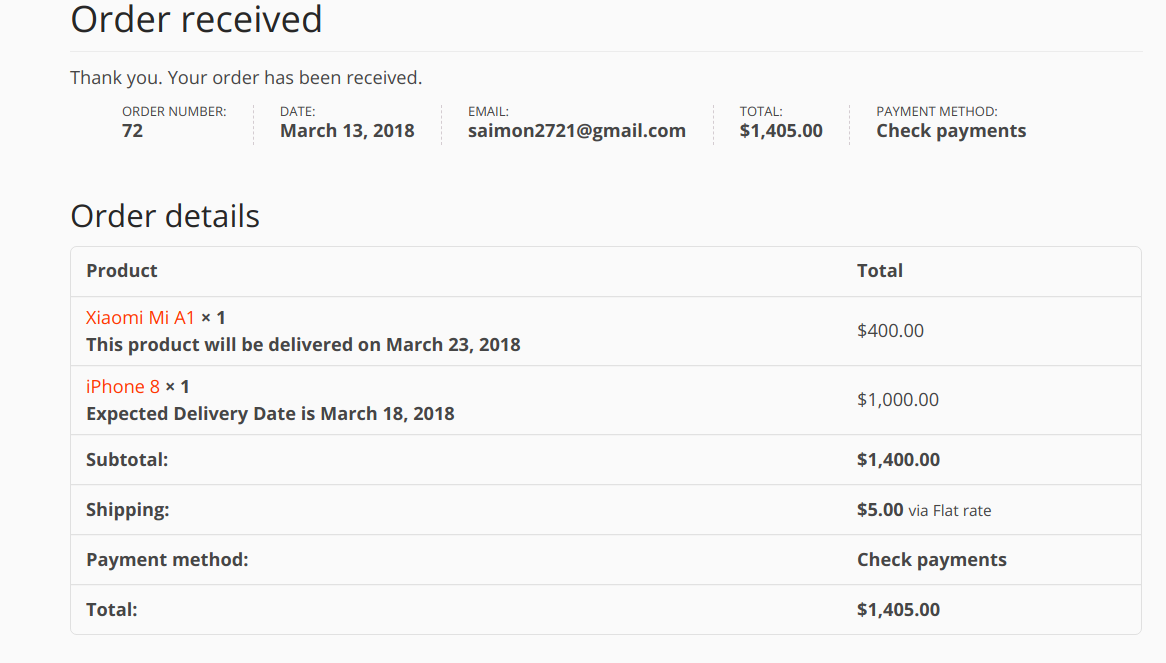 Order received
Thank you. Your order has been received.
ORDER NUMBER: DATE: EMAIL: TOTAL: PAYMENT METHOD:
72 March 13, 2018 saimon2721@gmail.com $1,405.00 Check payments
Order details
Product Total
Xiaomi Mi A1 × 1
This product will be delivered on March 23, 2018
$400.00
iPhone 8 × 1
Expected Delivery Date is March 18, 2018
$1,000.00
Subtotal: $1,400.00
Shipping: $5.00 via Flat rate
Payment method: Check payments
Total: $1,405.00